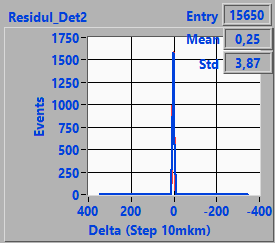 Residul_Det2
Entry 15650
Mean 0,25
Std 3,87
Events
1750
1500
1250
1000
750
500
250
0
400 200 0 -200 -400
Delta (Step 10mkm)